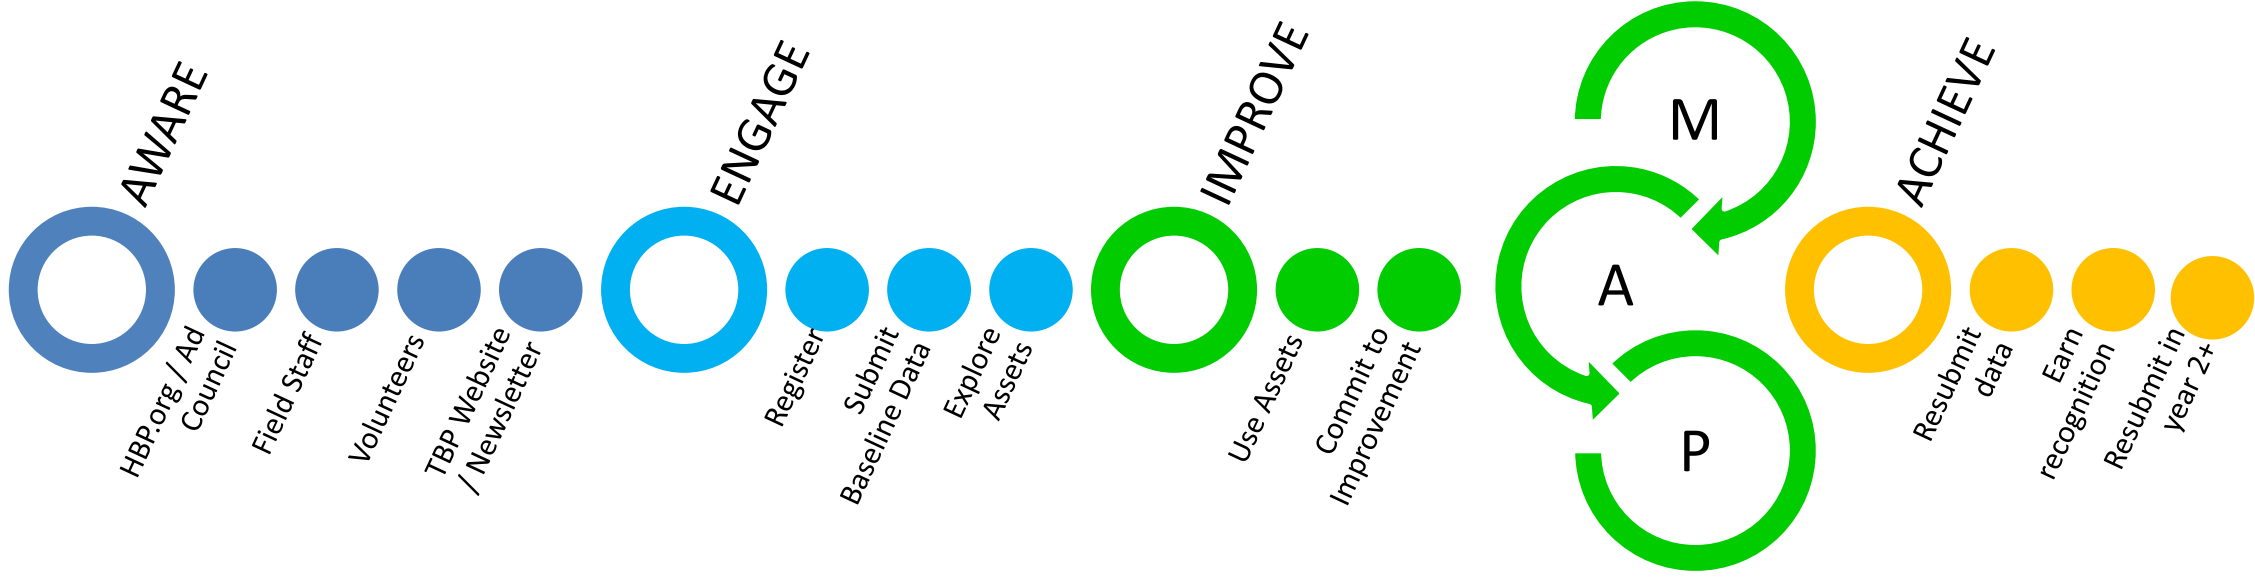 AWARE
HBP.org / Ad
Council
Field Staff
Volunteers
TBP Website
// Newsletter
ENGAGE
Register
Submit
Baseline Data
Explore
Assets
IMPROVE
Use Assets
Commit to
Improvement
M
A
P
ACHIEVE
Resubmit
data
Earn
recognition
Resubmit in
year 2+